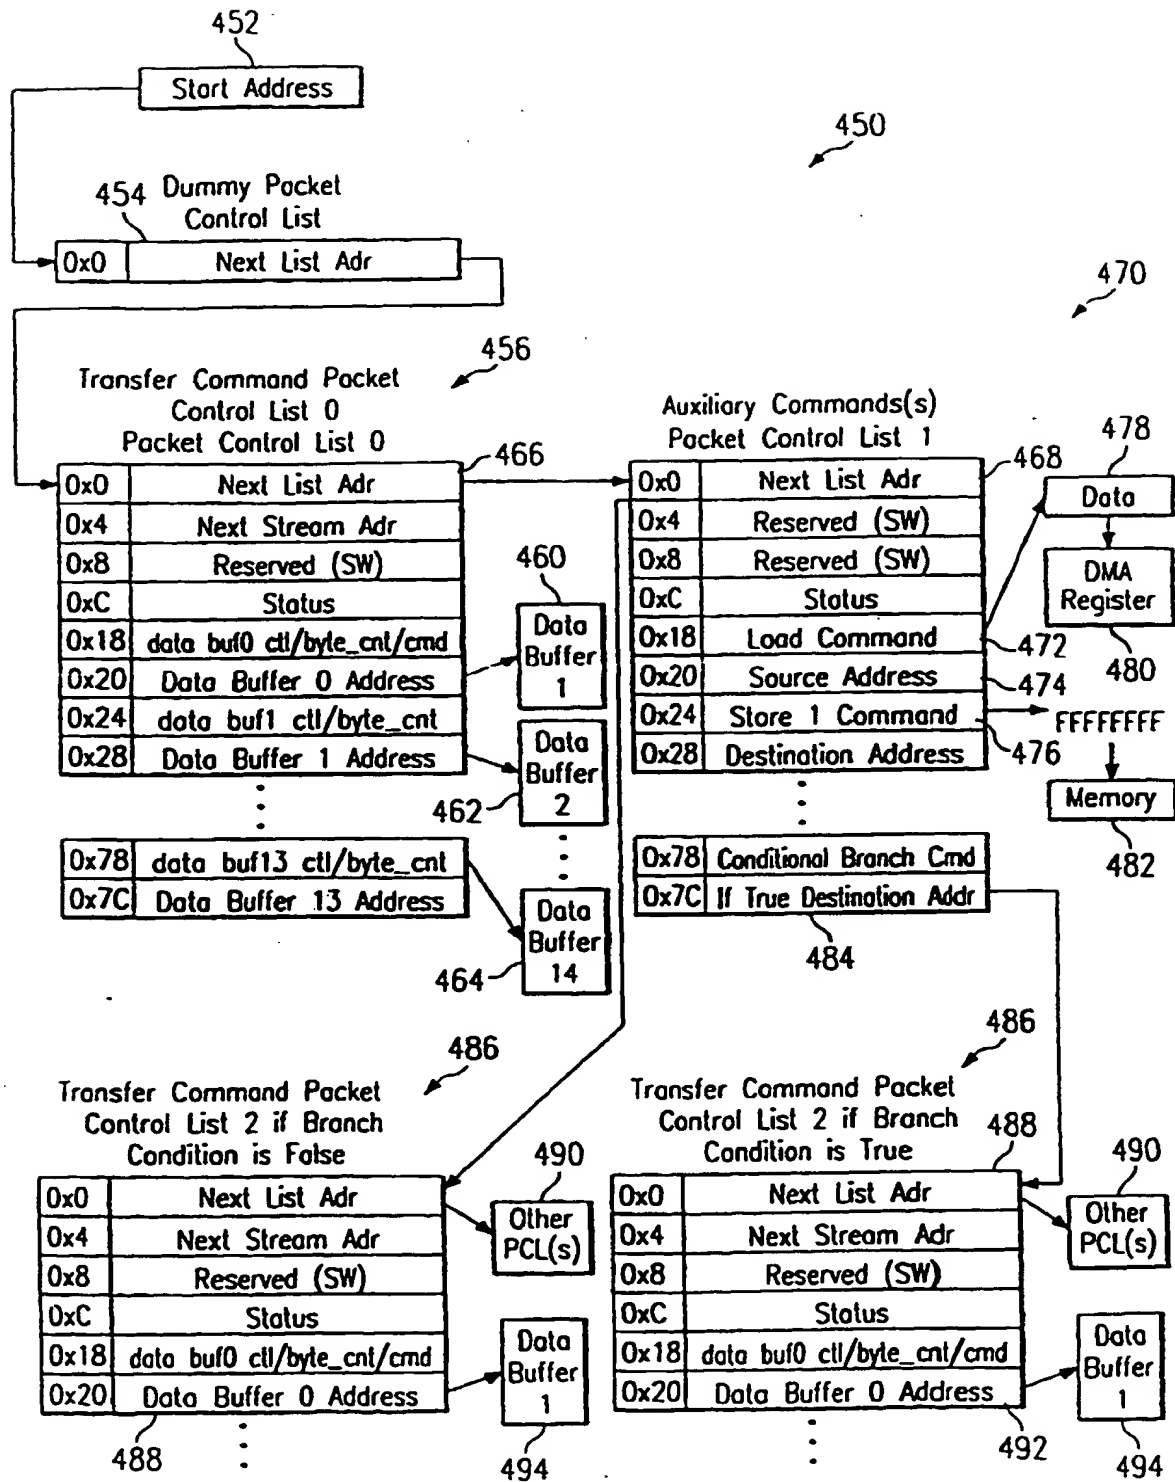 452
Start Address
450
454
Dummy Packet
Control List
0x0 Next List Adr
470
456
Transfer Command Packet
Control List 0
Packet Control List 0
466
0x0 Next List Adr
0x4 Next Stream Adr
0x8 Reserved (SW)
0xC Status
0x18 data buf0 ctl/byte_cnt/cmd
0x20 Data Buffer 0 Address
0x24 data buf1 ctl/byte_cnt
0x28 Data Buffer 1 Address
0x78 data buf13 ctl/byte_cnt
0x7C Data Buffer 13 Address
460
Data
Buffer
1
Data
Buffer
2
462
Data
Buffer
14
464
Auxiliary Commands(s)
Packet Control List 1
468
0x0 Next List Adr
0x4 Reserved (SW)
0x8 Reserved (SW)
0xC Status
0x18 Load Command
472
0x20 Source Address
474
0x24 Store 1 Command
476
0x28 Destination Address
0x78 Conditional Branch Cmd
0x7C If True Destination Addr
484
478
Data
DMA
Register
480
FFFFFFFF
Memory
482
486
Transfer Command Packet
Control List 2 if Branch
Condition is False
0x0 Next List Adr
0x4 Next Stream Adr
0x8 Reserved (SW)
0xC Status
0x18 data buf0 ctl/byte_cnt/cmd
0x20 Data Buffer 0 Address
488
490
Other
PCL(s)
Data
Buffer
1
494
486
Transfer Command Packet
Control List 2 if Branch
Condition is True
488
0x0 Next List Adr
0x4 Next Stream Adr
0x8 Reserved (SW)
0xC Status
0x18 data buf0 ctl/byte_cnt/cmd
0x20 Data Buffer 0 Address
492
490
Other
PCL(s)
Data
Buffer
1
494